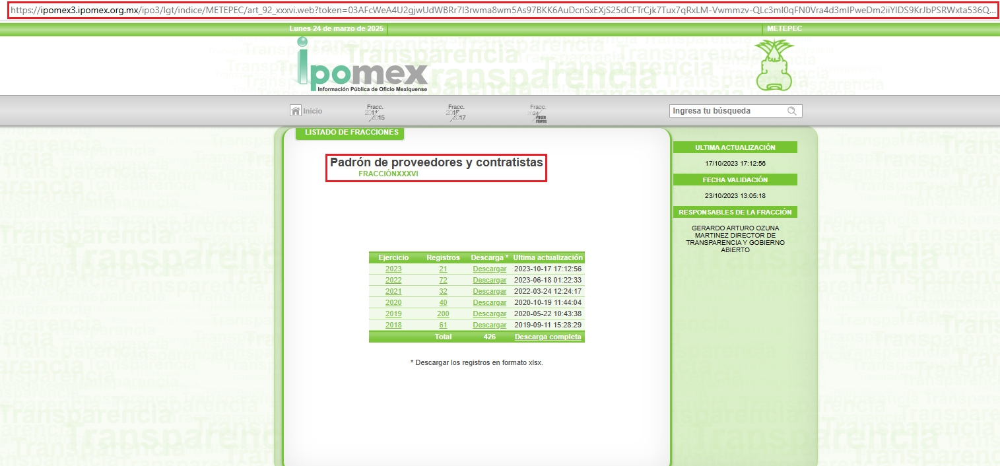 https://ipomex3.ipomex.org.mx/ipo3/lgt/indice/METEPEC/art_92_xxxvi.web?token=
Lunes 24 de marzo de 2025
METEPEC
ipomex
Información Pública de Oficio Mexiquense
Transparencia
Inicio
Fracc.
2015
Fracc.
2017
Fracc.
Ingresa tu búsqueda
LISTADO DE FRACCIONES
Padrón de proveedores y contratistas
FRACCIÓNXXXVI
Ejercicio Registros Descarga * Ultima actualización
2023 21 Descargar 2023-10-17 17:12:56
2022 72 Descargar 2023-06-18 01:22:33
2021 32 Descargar 2022-03-24 12:24:17
2020 40 Descargar 2020-10-19 11:44:04
2019 200 Descargar 2020-05-22 10:43:38
2018 61 Descargar 2019-09-11 15:28:29
Total 426 Descarga completa
* Descargar los registros en formato xlsx.
ULTIMA ACTUALIZACIÓN
17/10/2023 17:12:56
FECHA VALIDACIÓN
23/10/2023 13:05:18
RESPONSABLES DE LA FRACCIÓN
GERARDO ARTURO OZUNA
MARTINEZ DIRECTOR DE
TRANSPARENCIA Y GOBIERNO
ABIERTO